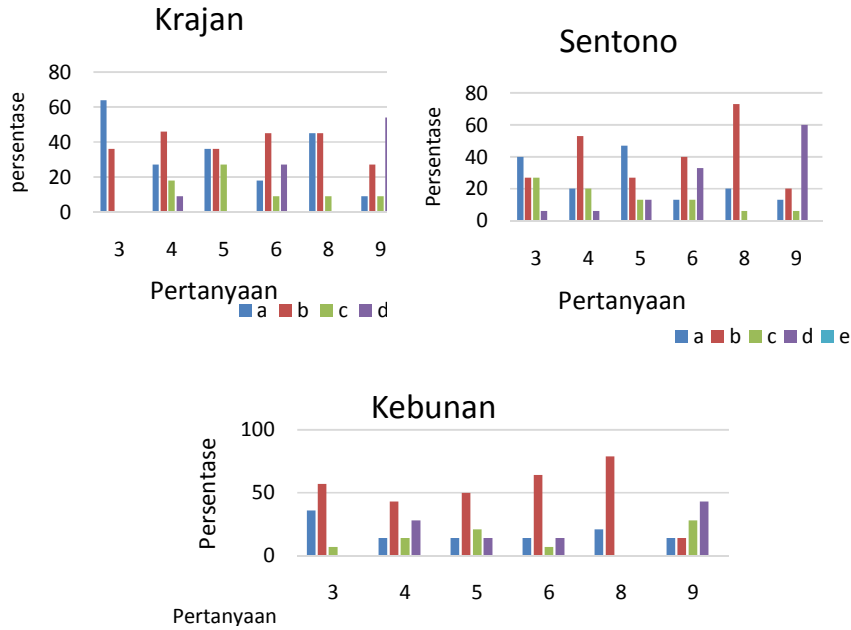 Krajan
persentase
80
60
40
20
0
3 4 5 6 8 9
Pertanyaan
a b c d
Sentono
Persentase
80
60
40
20
0
3 4 5 6 8 9
Pertanyaan
a b c d e
Kebunan
Persentase
100
50
0
3 4 5 6 8 9
Pertanyaan